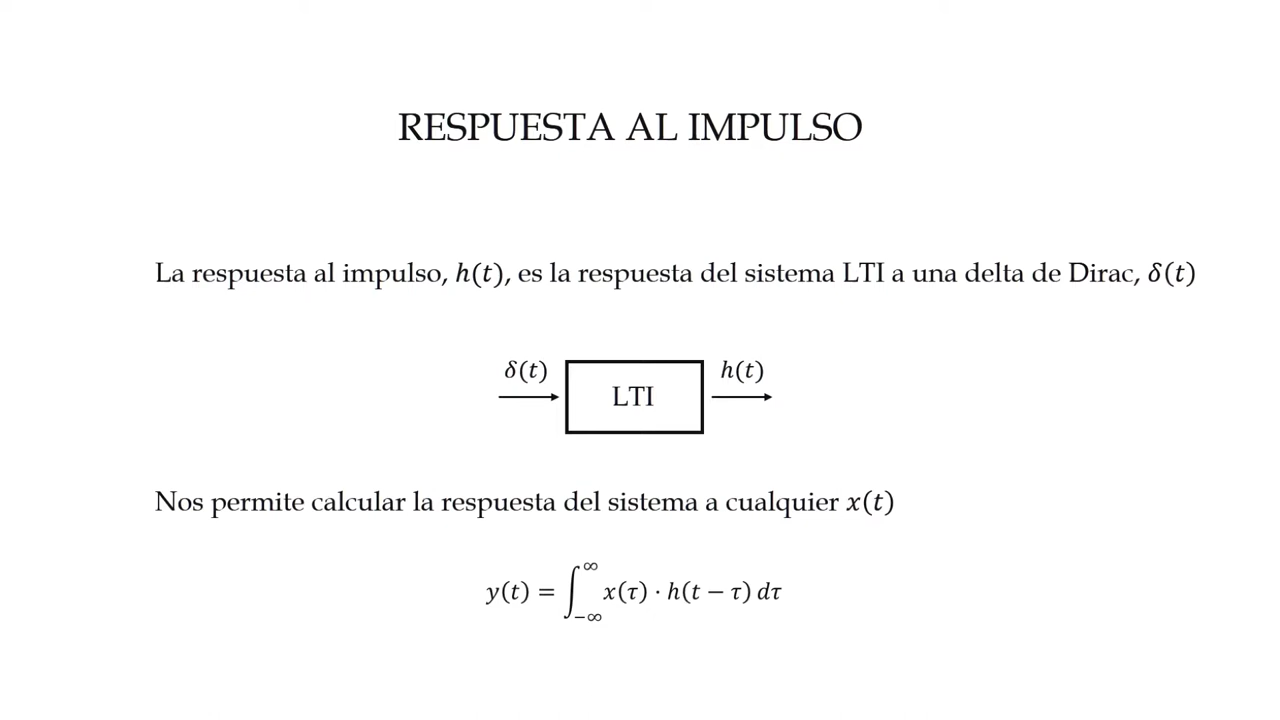 RESPUESTA AL IMPULSO
La respuesta al impulso, h(t), es la respuesta del sistema LTI a una delta de Dirac, δ(t)
δ(t)
LTI
h(t)
Nos permite calcular la respuesta del sistema a cualquier x(t)
y(t) = ∫_{−∞}^{∞} x(τ) · h(t − τ) dτ